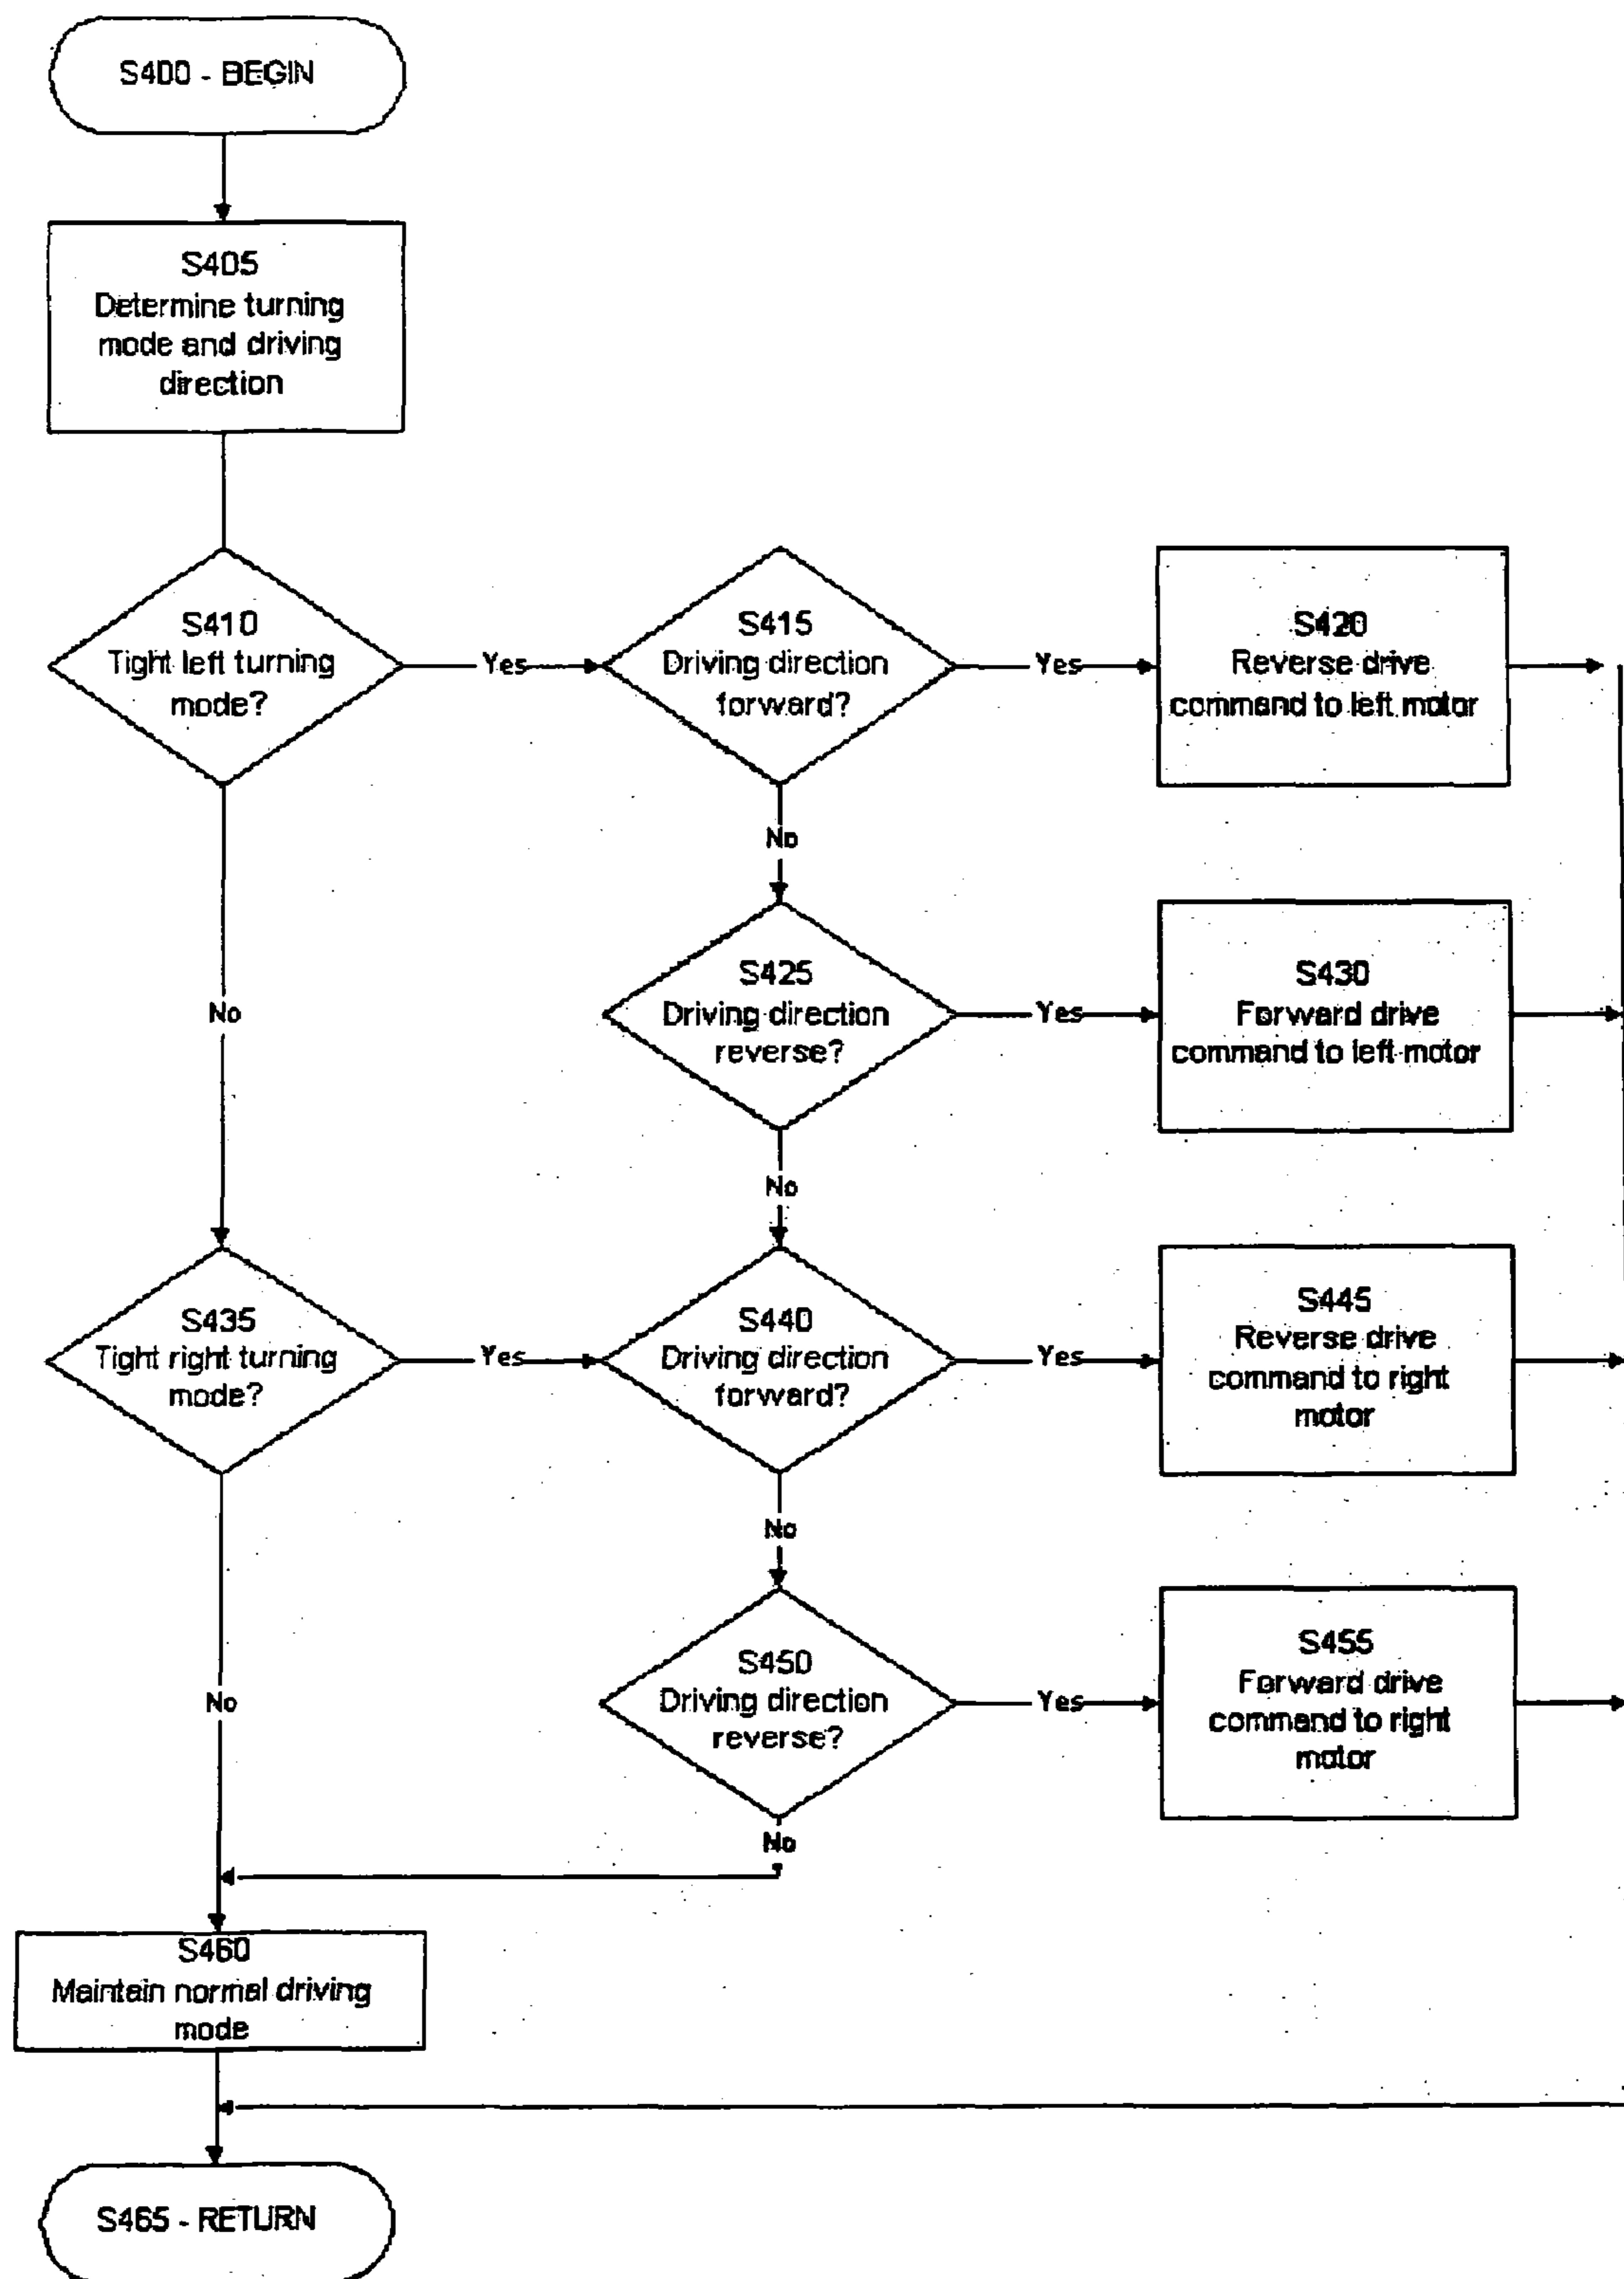 S400 - BEGIN
S405
Determine turning
mode and driving
direction
S410
Tight left turning
mode?
Yes
S415
Driving direction
forward?
Yes
S420
Reverse drive
command to left motor
No
S425
Driving direction
reverse?
Yes
S430
Forward drive
command to left motor
No
No
S435
Tight right turning
mode?
Yes
S440
Driving direction
forward?
Yes
S445
Reverse drive
command to right
motor
No
S450
Driving direction
reverse?
Yes
S455
Forward drive
command to right
motor
No
No
S460
Maintain normal driving
mode
S465 - RETURN